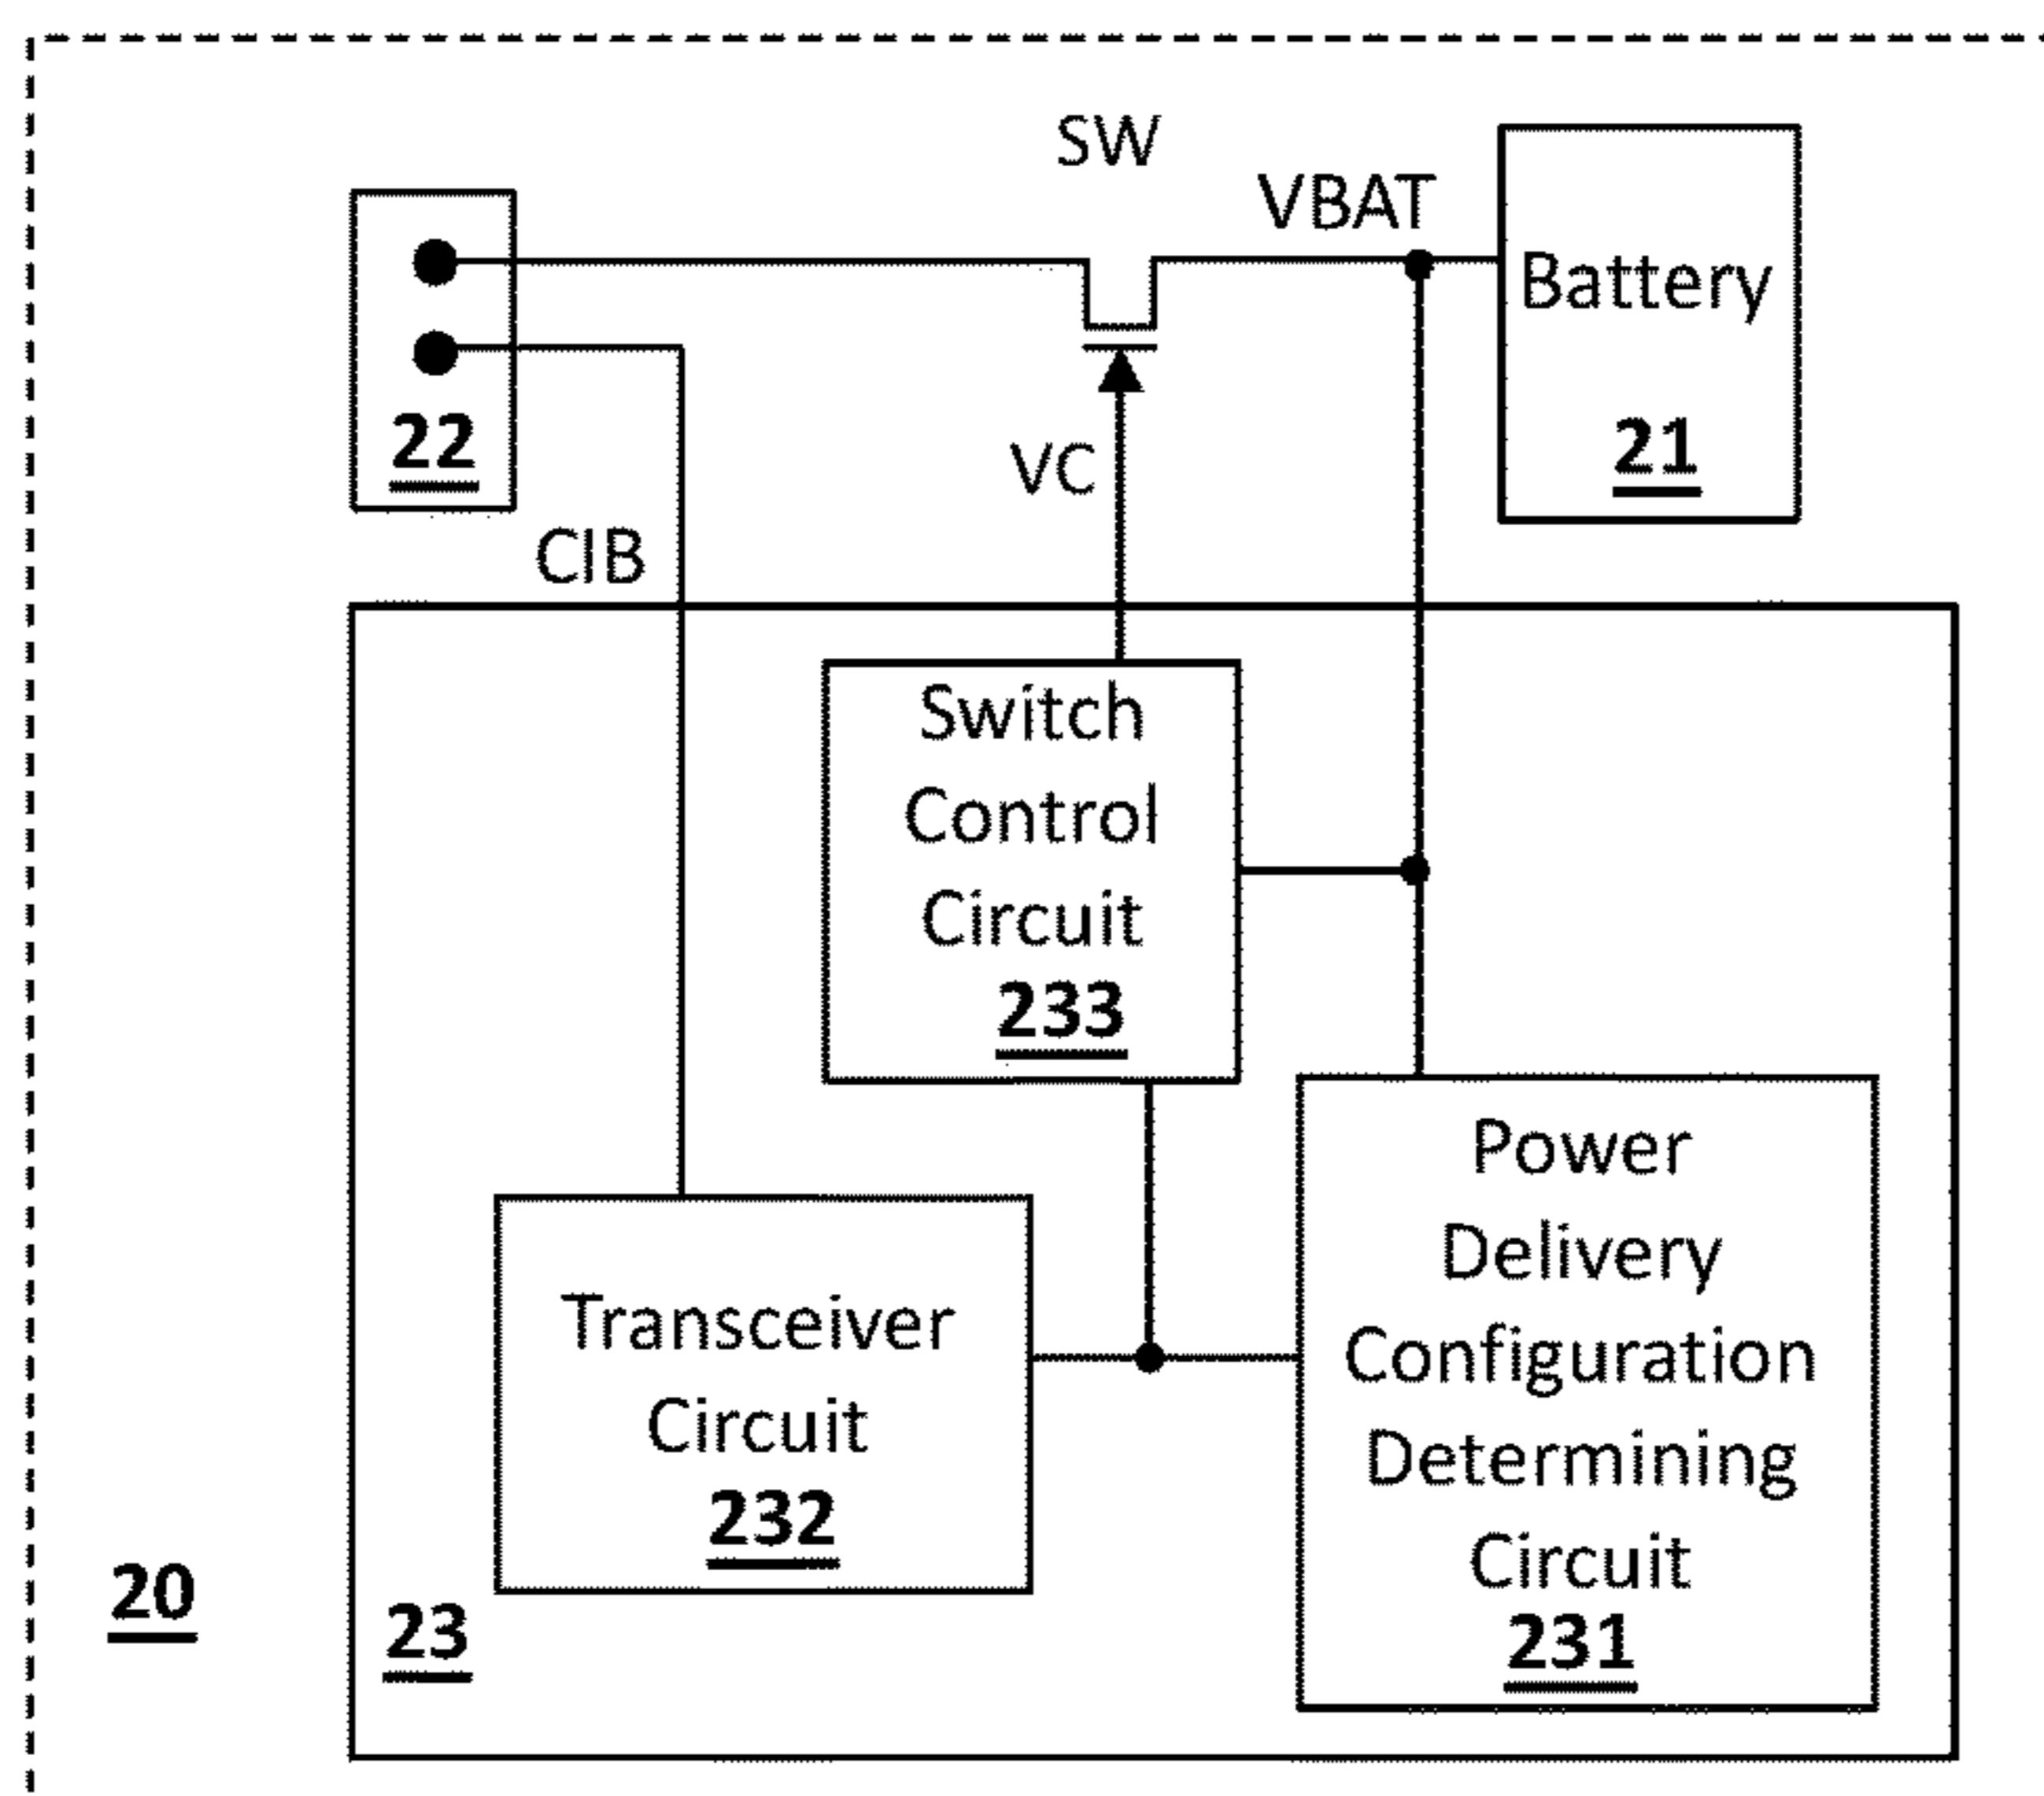 SW
VBAT
Battery
21
22
VC
CIB
Switch
Control
Circuit
233
Power
Delivery
Configuration
Determining
Circuit
231
Transceiver
Circuit
232
20
23